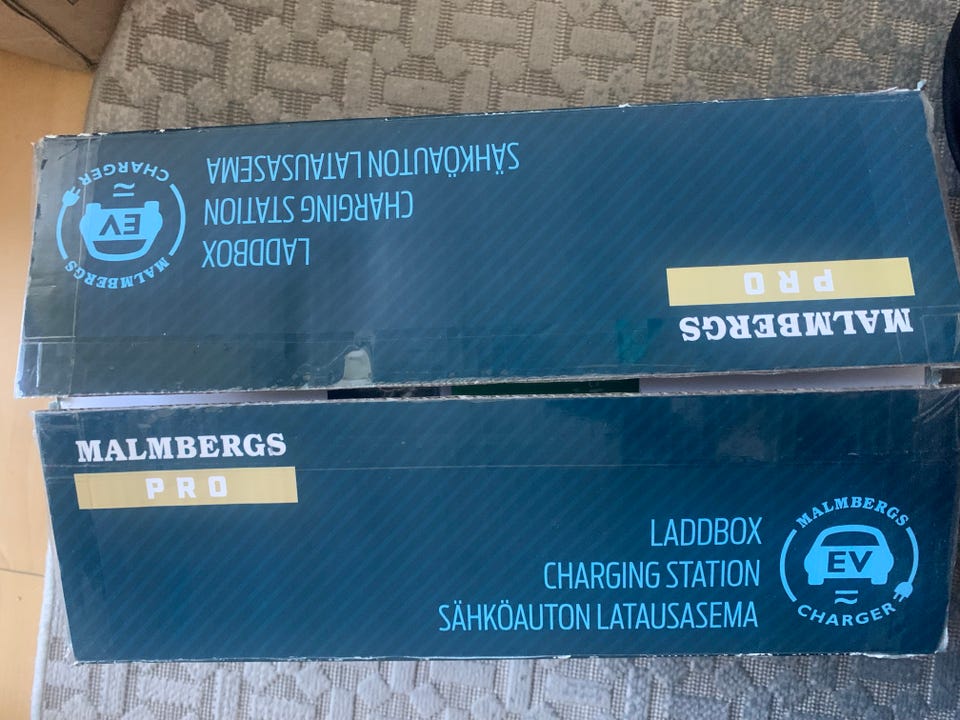 SÄHKÖAUTON LATAUSASEMA
CHARGING STATION
LADDBOX
CHARGER
EV
MALMBERGS
PRO
MALMBERGS
MALMBERGS
PRO
LADDBOX
CHARGING STATION
SÄHKÖAUTON LATAUSASEMA
MALMBERGS
EV
CHARGER